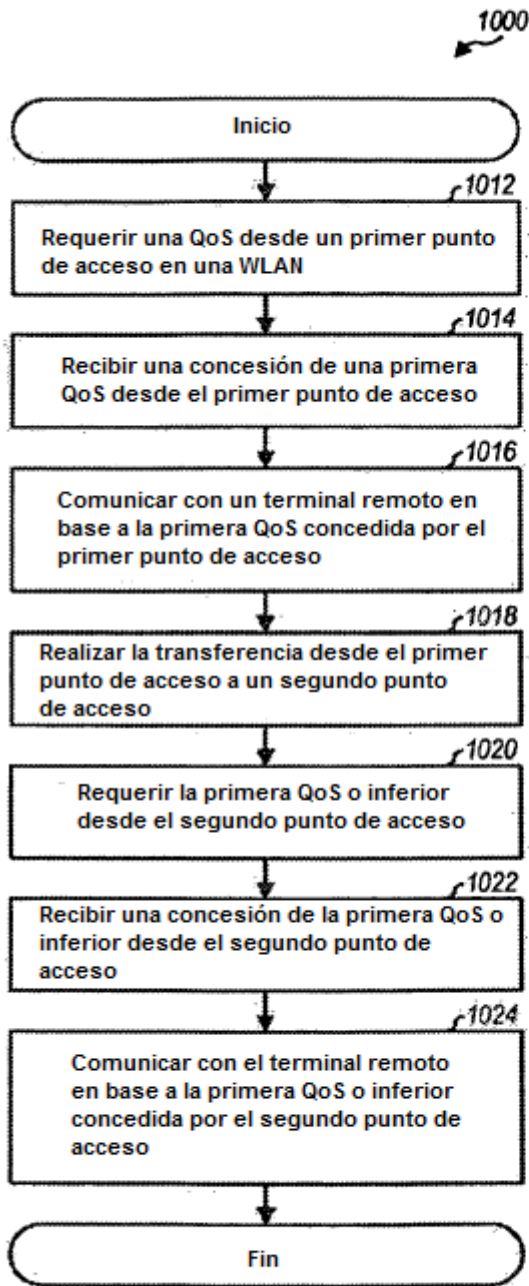 1000
Inicio
1012
Requerir una QoS desde un primer punto
de acceso en una WLAN
1014
Recibir una concesión de una primera
QoS desde el primer punto de acceso
1016
Comunicar con un terminal remoto en
base a la primera QoS concedida por el
primer punto de acceso
1018
Realizar la transferencia desde el primer
punto de acceso a un segundo punto
de acceso
1020
Requerir la primera QoS o inferior
desde el segundo punto de acceso
1022
Recibir una concesión de la primera QoS o
inferior desde el segundo punto de
acceso
1024
Comunicar con el terminal remoto
en base a la primera QoS o inferior
concedida por el segundo punto de
acceso
Fin